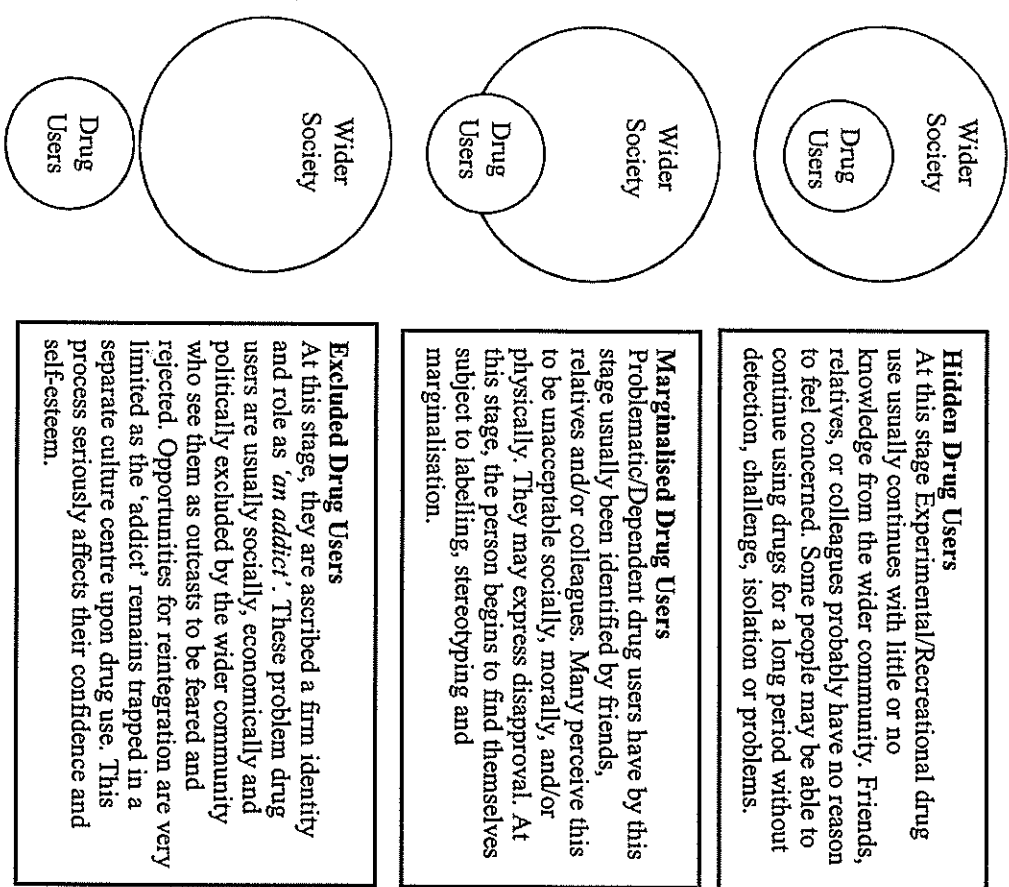 Wider
Society
Drug
Users
Hidden Drug Users
At this stage Experimental/Recreational drug
use usually continues with little or no
knowledge from the wider community. Friends,
relatives, or colleagues probably have no reason
to feel concerned. Some people may be able to
continue using drugs for a long period without
detection, challenge, isolation or problems.
Wider
Society
Drug
Users
Marginalised Drug Users
Problematic/Dependent drug users have by this
stage usually been identified by friends,
relatives and/or colleagues. Many perceive this
to be unacceptable socially, morally, and/or
physically. They may express disapproval. At
this stage, the person begins to find themselves
subject to labelling, stereotyping and
marginalisation.
Wider
Society
Drug
Users
Excluded Drug Users
At this stage, they are ascribed a firm identity
and role as 'an addict'. These problem drug
users are usually socially, economically and
politically excluded by the wider community
who see them as outcasts to be feared and
rejected. Opportunities for reintegration are very
limited as the 'addict' remains trapped in a
separate culture centre upon drug use. This
process seriously affects their confidence and
self-esteem.